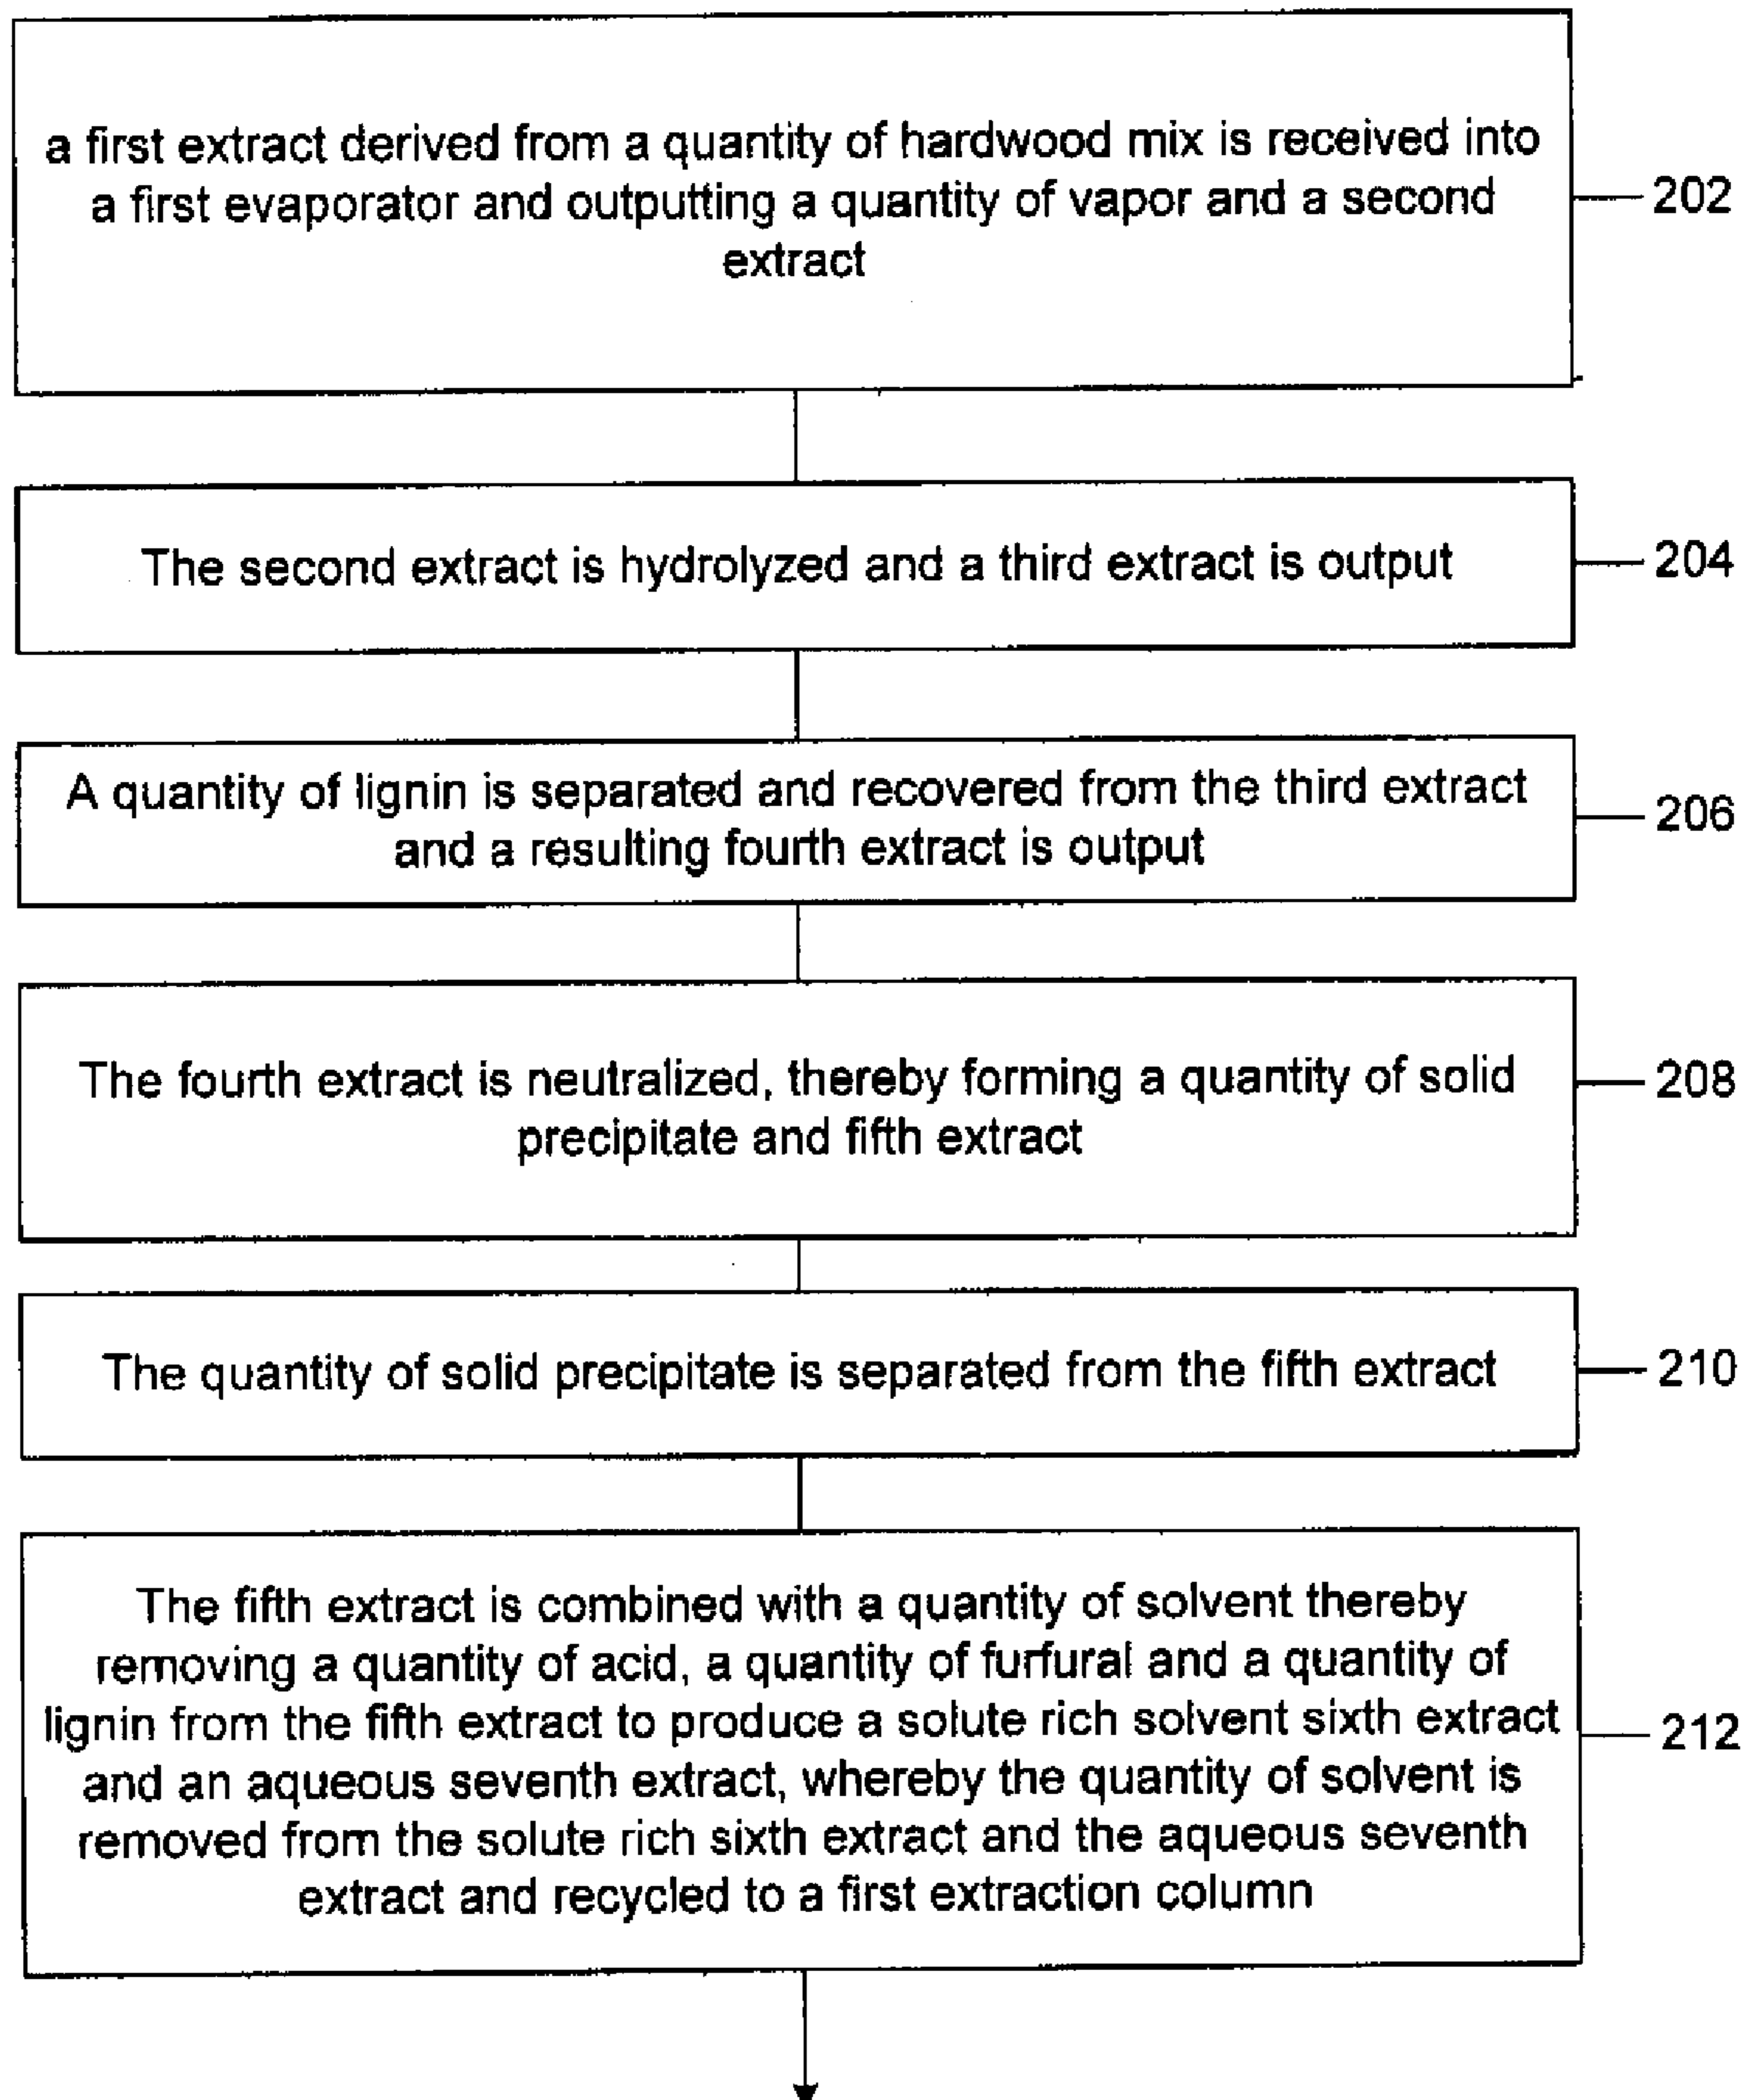 a first extract derived from a quantity of hardwood mix is received into
a first evaporator and outputting a quantity of vapor and a second
extract
202
The second extract is hydrolyzed and a third extract is output
204
A quantity of lignin is separated and recovered from the third extract
and a resulting fourth extract is output
206
The fourth extract is neutralized, thereby forming a quantity of solid
precipitate and fifth extract
208
The quantity of solid precipitate is separated from the fifth extract
210
The fifth extract is combined with a quantity of solvent thereby
removing a quantity of acid, a quantity of furfural and a quantity of
lignin from the fifth extract to produce a solute rich solvent sixth extract
and an aqueous seventh extract, whereby the quantity of solvent is
removed from the solute rich sixth extract and the aqueous seventh
extract and recycled to a first extraction column
212